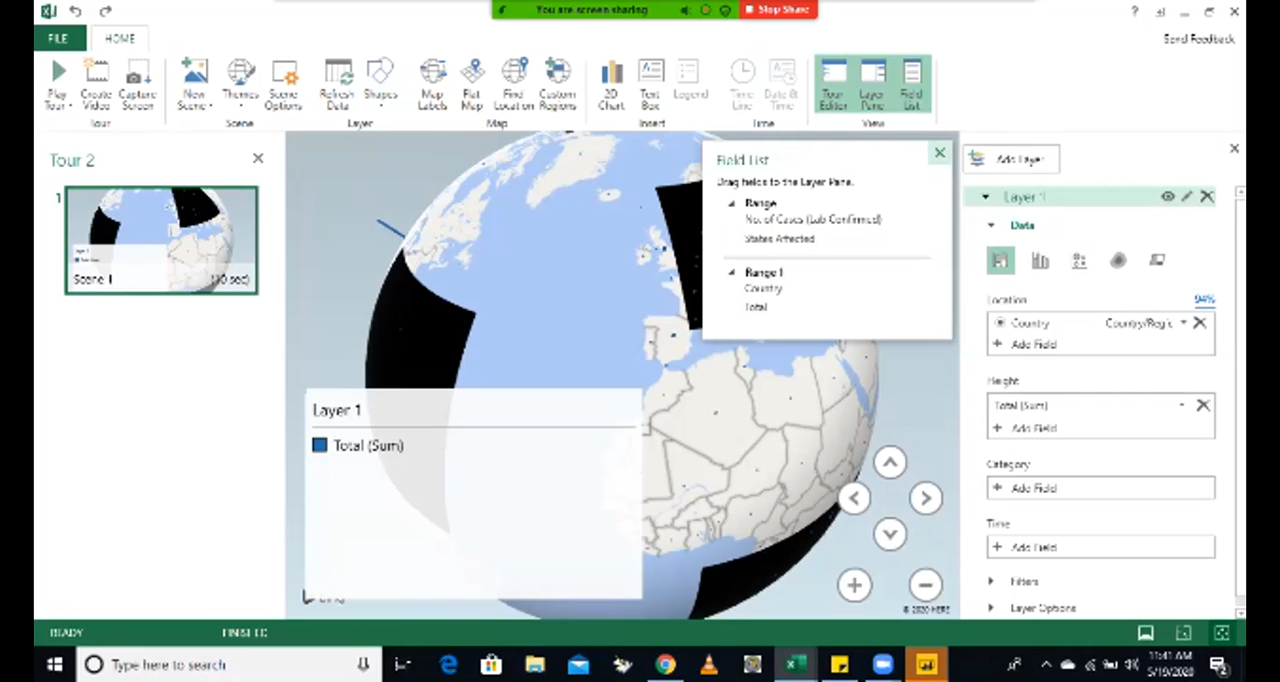 You are screen sharing
Stop Share
FILE
HOME
Send Feedback
Play Tour
Create Video
Capture Screen
Tour
New Scene
Themes
Scene Options
Scene
Refresh Data
Shapes
Layer
Map Labels
Flat Map
Find Location
Custom Regions
Map
2D Chart
Text Box
Legend
Insert
Time Line
Date & Time
Time
Tour Editor
Layer Pane
Field List
View
Tour 2
1
Layer 1
Scene 1
(10 sec)
Field List
Drag fields to the Layer Pane.
Range
No. of Cases (Lab Confirmed)
States Affected
Range 1
Country
Total
Layer 1
Total (Sum)
© 2020 HERE
Add Layer
Layer 1
Data
Location
94%
Country
Add Field
Height
Total (Sum)
Add Field
Category
Add Field
Time
Add Field
Filters
Layer Options
READY
Type here to search
11:41 AM
5/19/2020